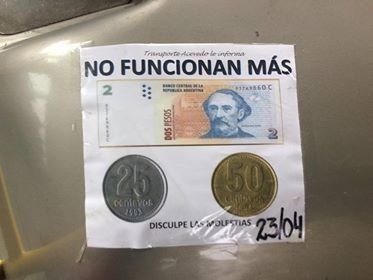 Transporte Acevedo le informa
NO FUNCIONAN MÁS
2
BANCO CENTRAL DE LA
REPUBLICA ARGENTINA
DOS PESOS
2
25
centavos
50
DISCULPE LAS MOLESTIAS
23/04